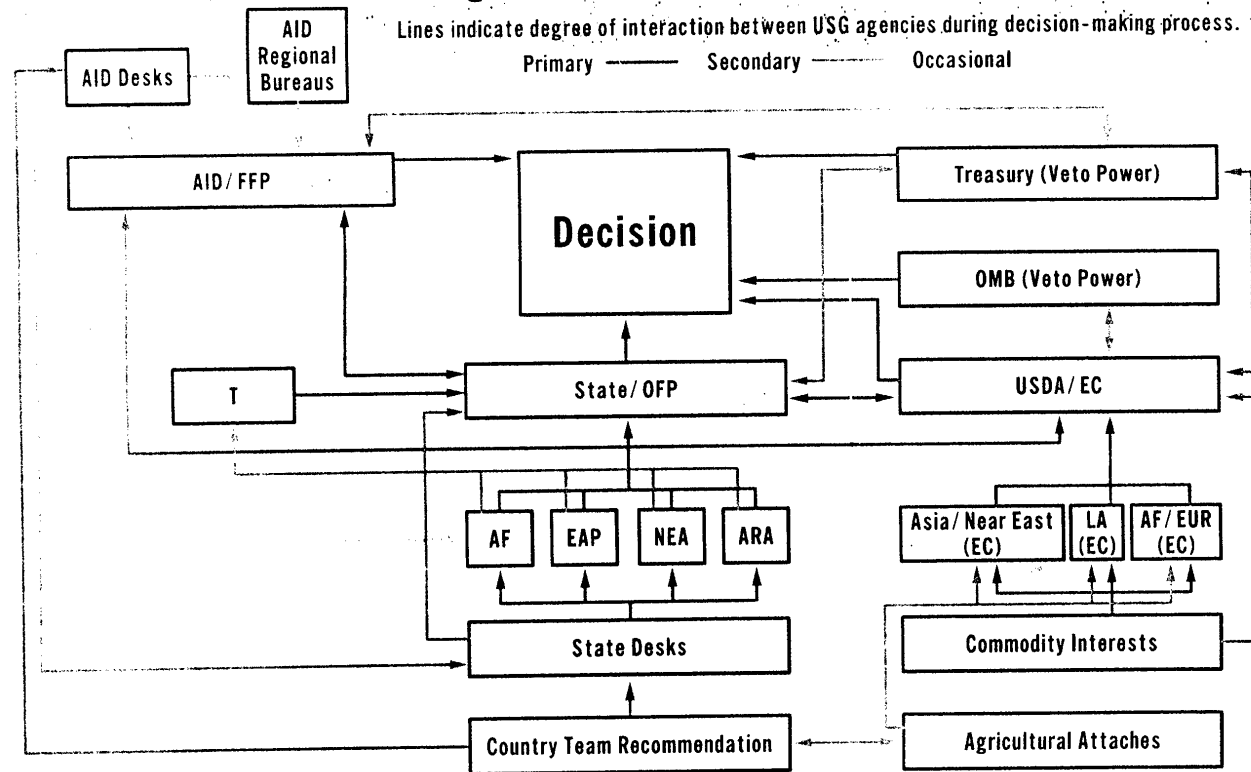 Lines indicate degree of interaction between USG agencies during decision-making process.
Primary Secondary Occasional
AID
Regional
Bureaus
AID Desks
AID/FFP
Decision
Treasury (Veto Power)
OMB (Veto Power)
T
State/OFP
USDA/EC
AF
EAP
NEA
ARA
Asia/Near East
(EC)
LA
(EC)
AF/EUR
(EC)
State Desks
Commodity Interests
Country Team Recommendation
Agricultural Attaches